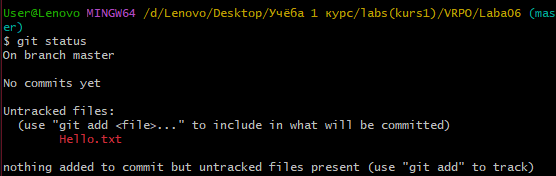 User@Lenovo MINGW64 /d/Lenovo/Desktop/Учёба 1 курс/labs(kurs1)/VRPO/Laba06 (mas
er)
$ git status
On branch master

No commits yet

Untracked files:
  (use "git add <file>..." to include in what will be committed)
        Hello.txt

nothing added to commit but untracked files present (use "git add" to track)